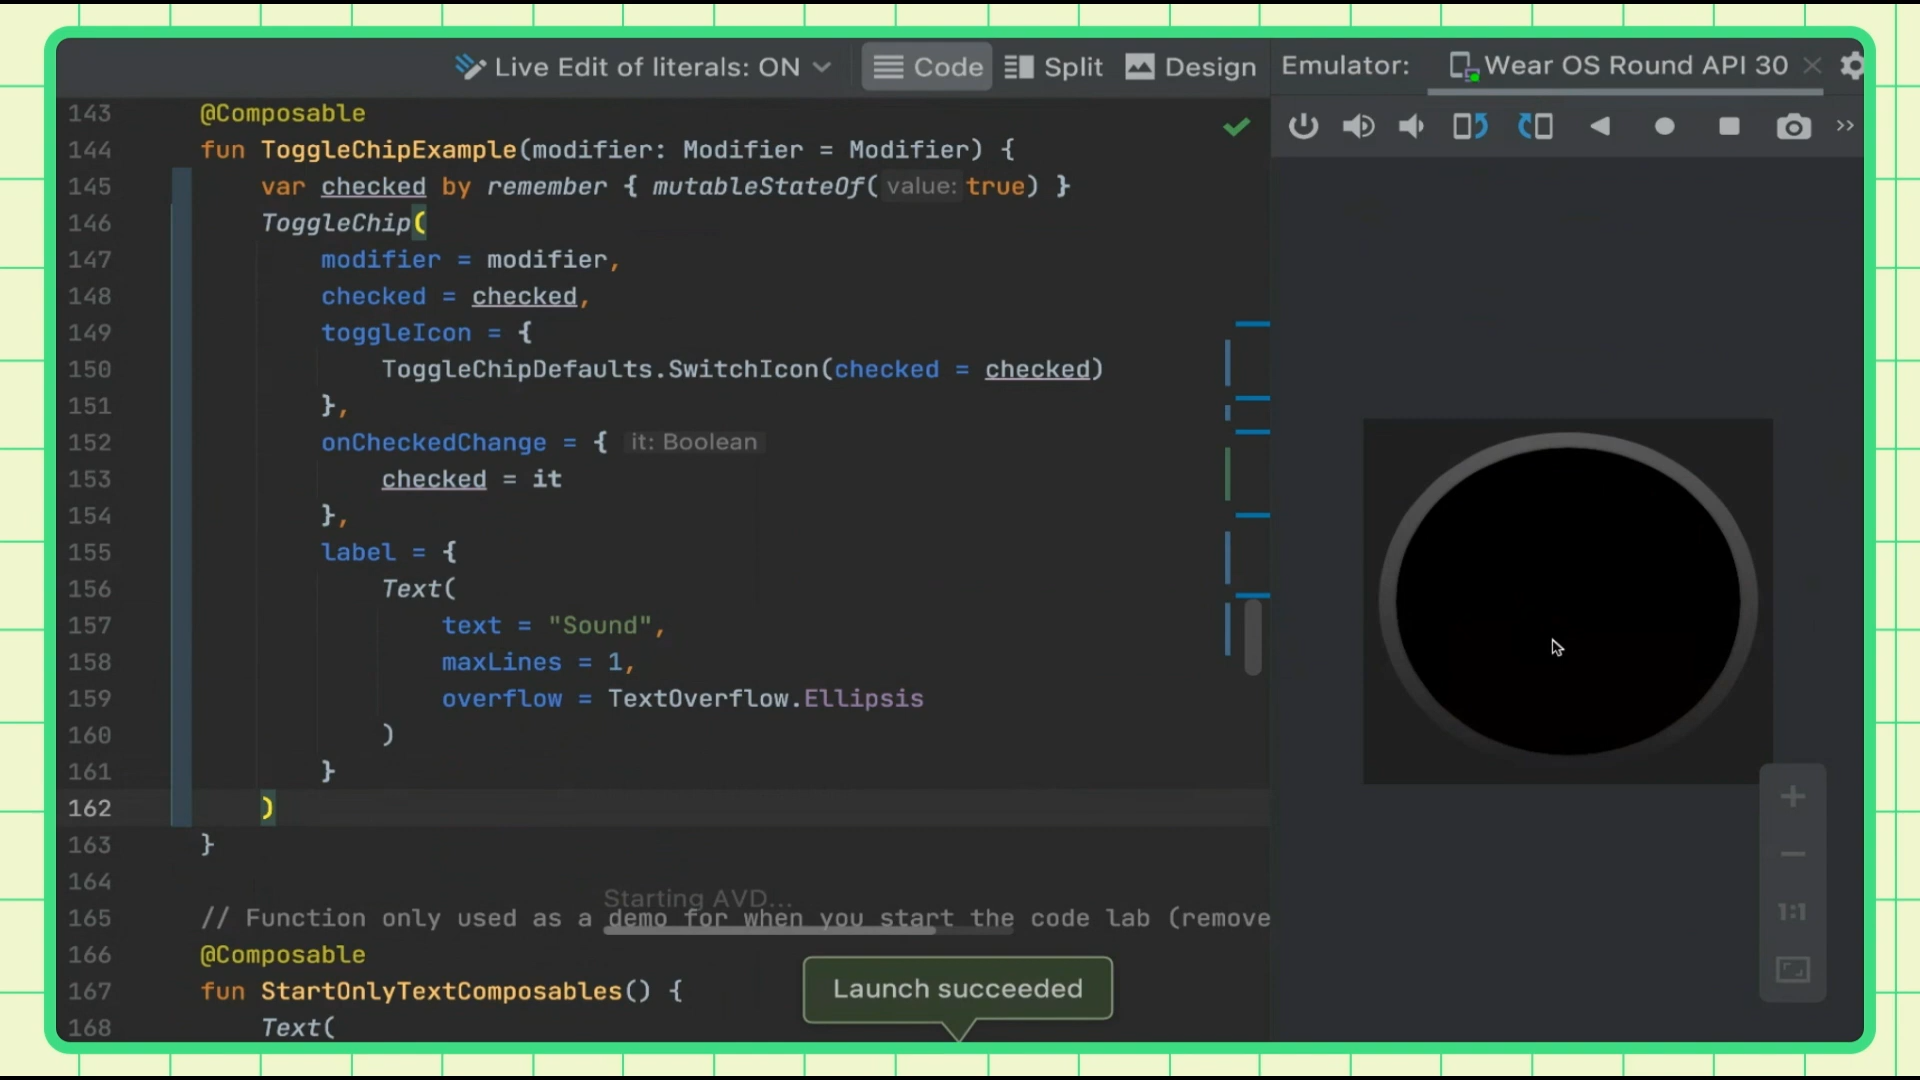 Live Edit of literals: ON
Code
Split
Design
Emulator:
Wear OS Round API 30
143 @Composable
144 fun ToggleChipExample(modifier: Modifier = Modifier) {
145 var checked by remember { mutableStateOf( value: true) }
146 ToggleChip(
147 modifier = modifier,
148 checked = checked,
149 toggleIcon = {
150 ToggleChipDefaults.SwitchIcon(checked = checked)
151 },
152 onCheckedChange = { it: Boolean
153 checked = it
154 },
155 label = {
156 Text(
157 text = "Sound",
158 maxLines = 1,
159 overflow = TextOverflow.Ellipsis
160 )
161 }
162 )
163 }
164
Starting AVD...
165 // Function only used as a demo for when you start the code lab (remove
166 @Composable
167 fun StartOnlyTextComposables() {
168 Text(
Launch succeeded
1:1